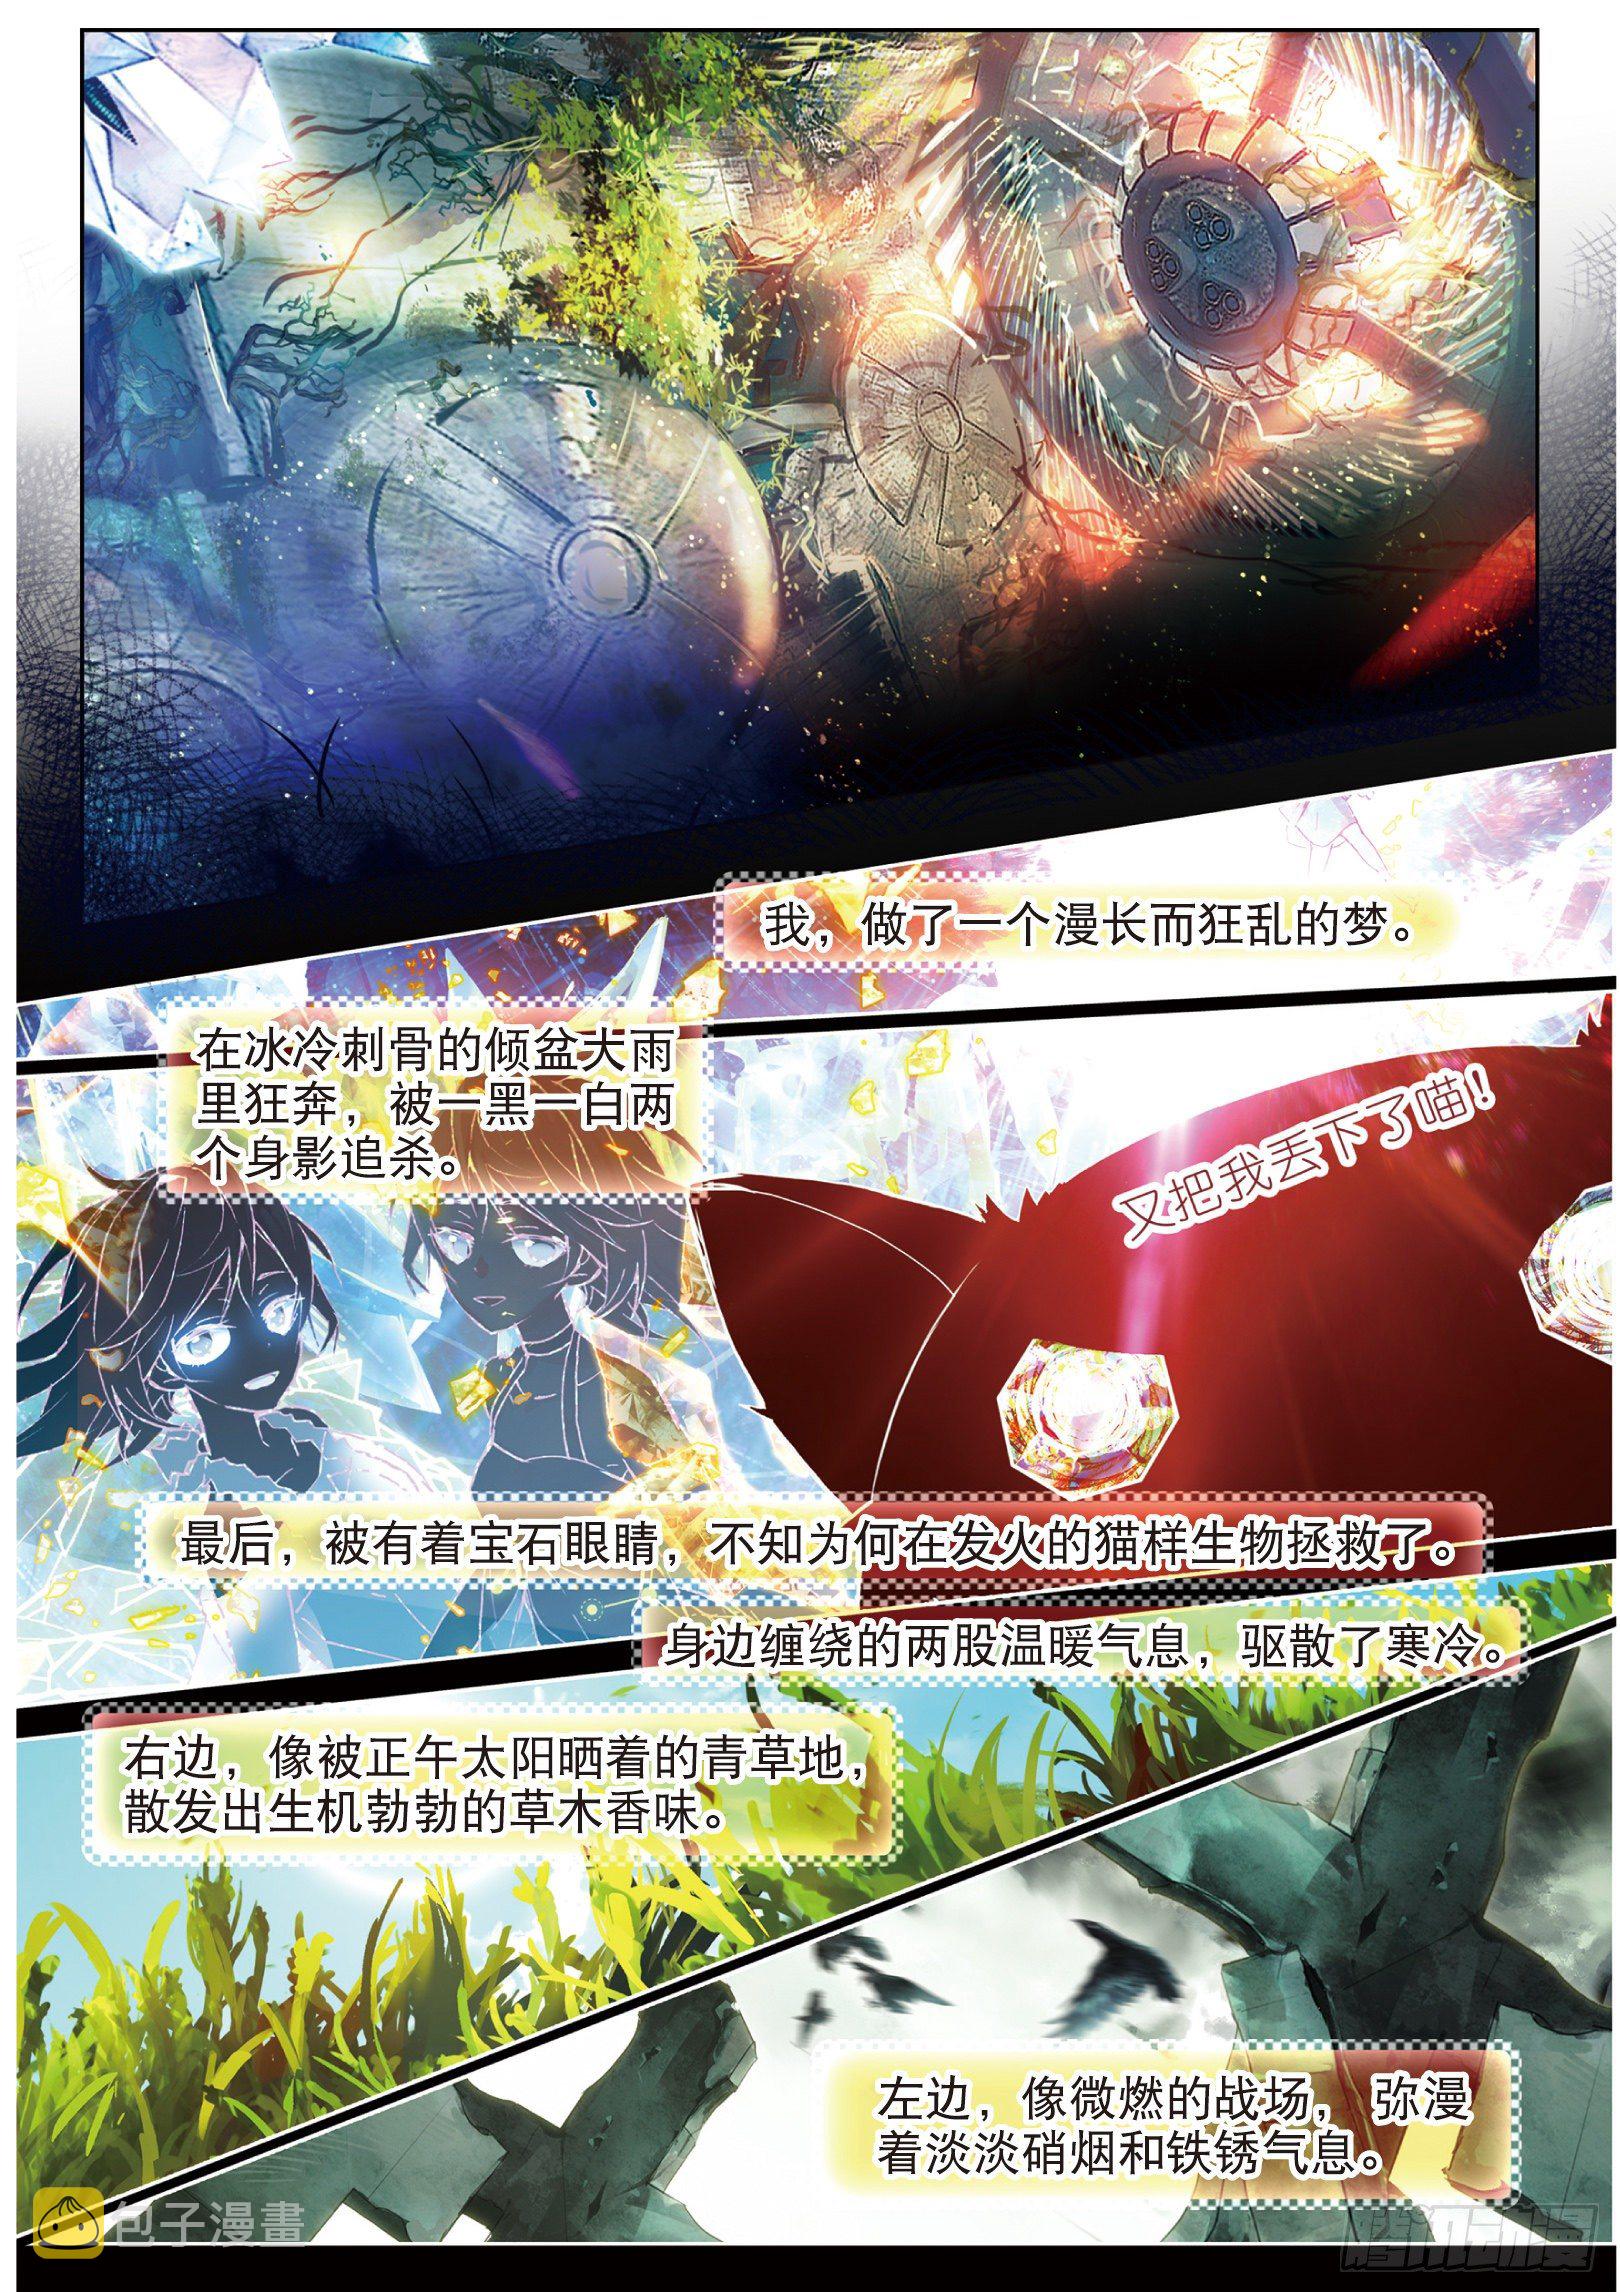 我，做了一个漫长而狂乱的梦。
在冰冷刺骨的倾盆大雨
里狂奔，被一黑一白两
个身影追杀。
又把我丢下了喵！
最后，被有着宝石眼睛，不知为何在发火的猫样生物拯救了。
身边缠绕的两股温暖气息，驱散了寒冷。
右边，像被正午太阳晒着的青草地，
散发出生机勃勃的草木香味。
左边，像微燃的战场，弥漫
着淡淡硝烟和铁锈气息。
包子漫畫
腾讯动漫